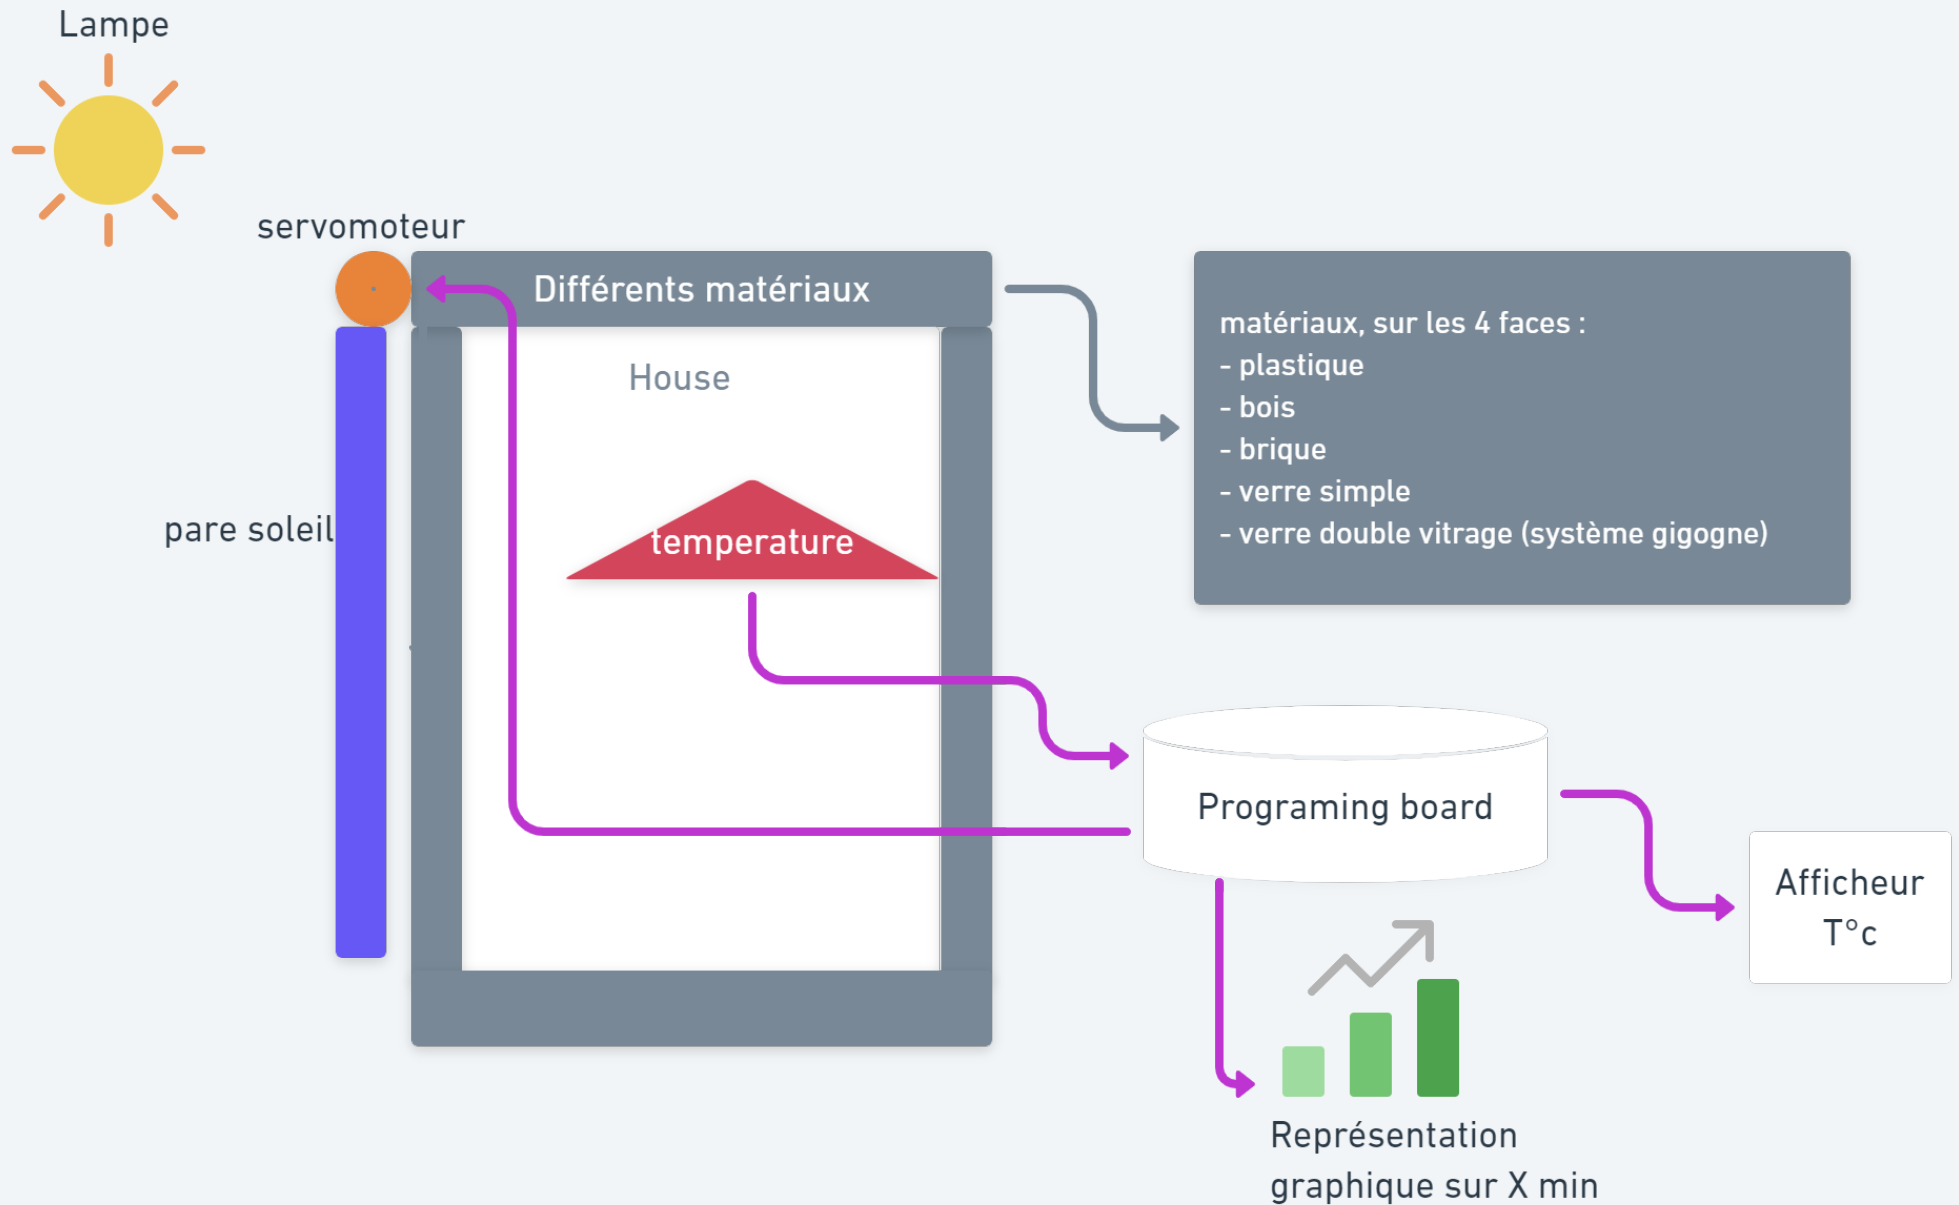 Lampe
servomoteur
Différents matériaux
House
temperature
pare soleil
matériaux, sur les 4 faces :
- plastique
- bois
- brique
- verre simple
- verre double vitrage (système gigogne)
Programing board
Afficheur
T°c
Représentation
graphique sur X min